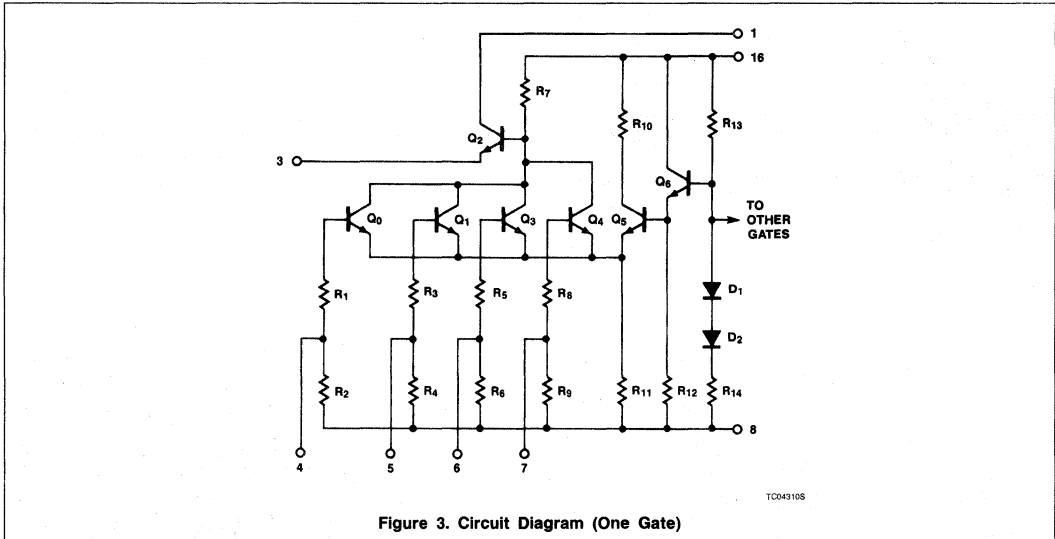 1
16
R7
R10
R13
Q2
3
Q6
TO
OTHER
GATES
Q0
Q1
Q3
Q4
Q5
R1
R3
R5
R8
D1
D2
R2
R4
R6
R9
R11
R12
R14
8
4
5
6
7
TC04310S
Figure 3. Circuit Diagram (One Gate)